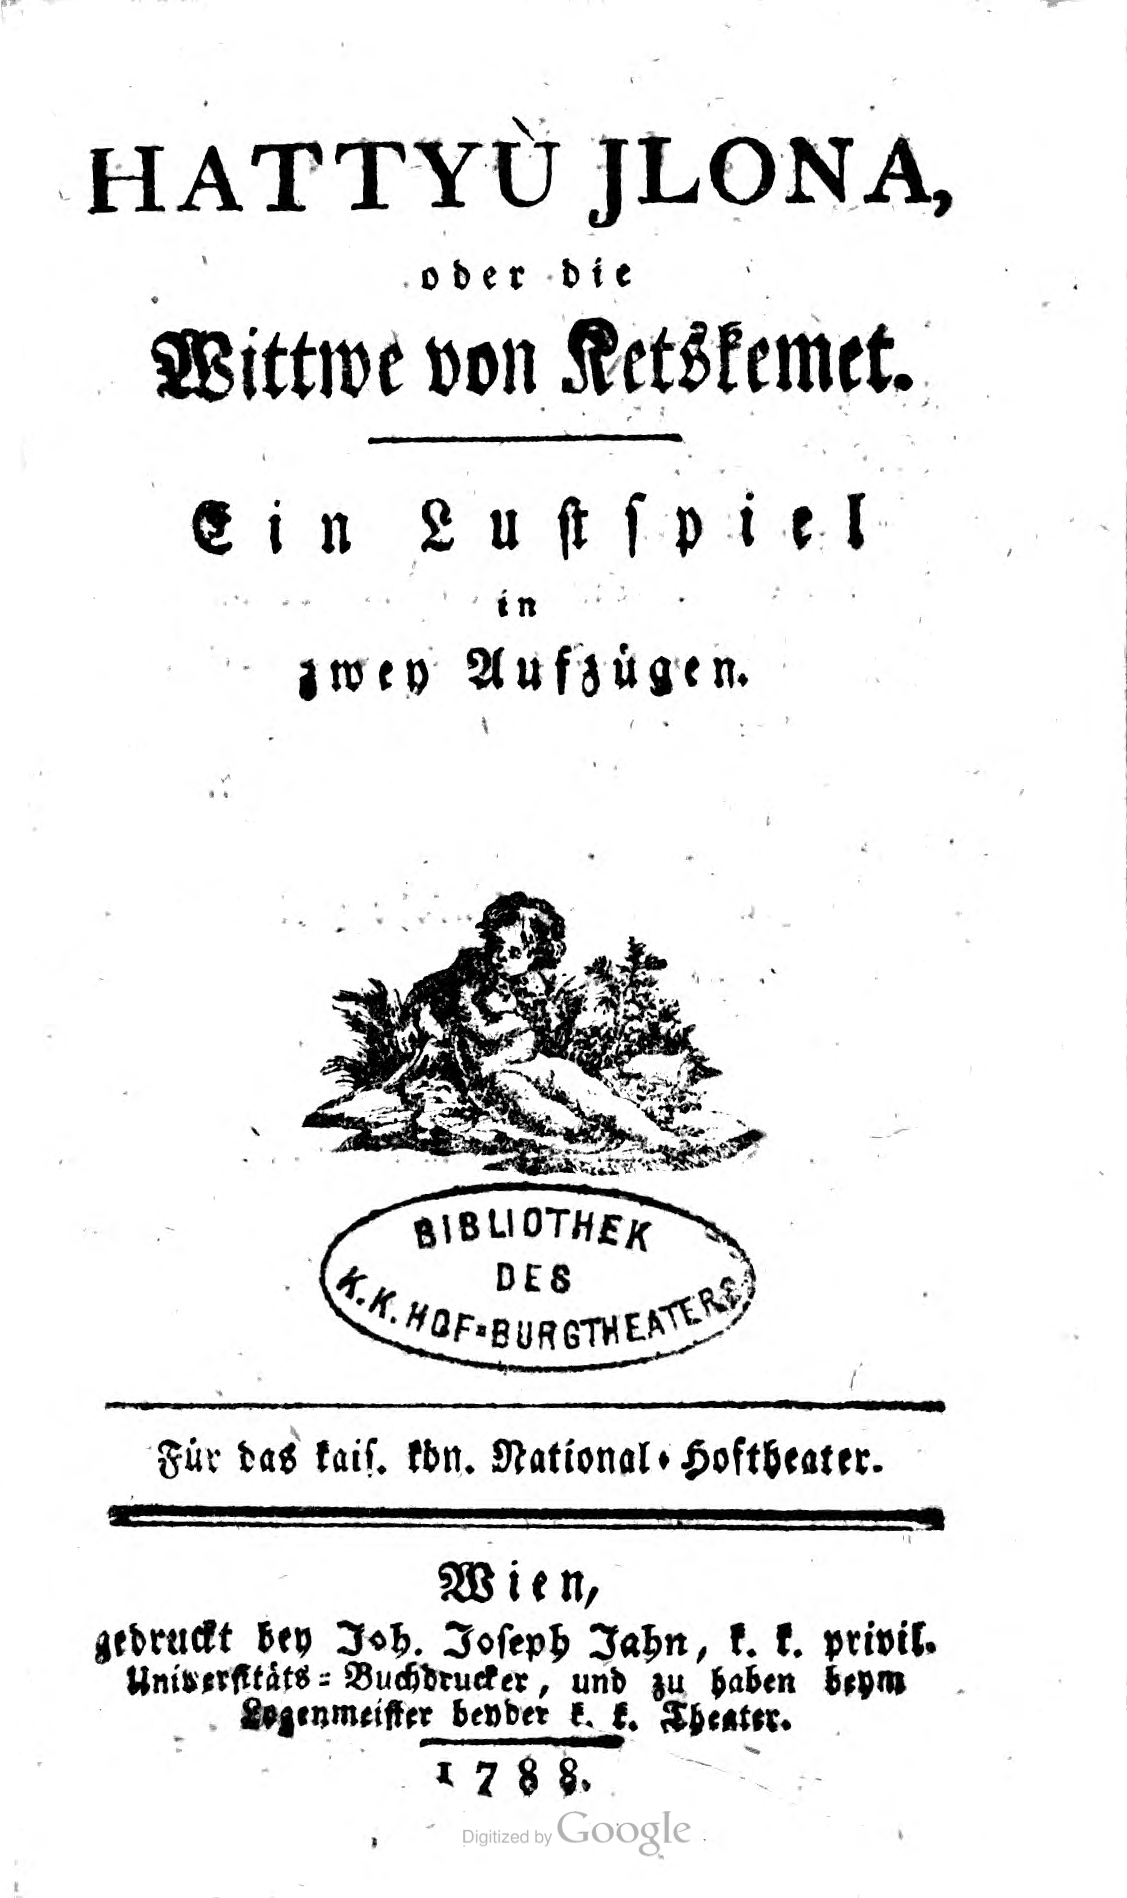 HATTYÙ JLONA,
oder die
Wittwe von Ketskemet.
Ein Lustspiel
in
zwey Aufzügen.
BIBLIOTHEK
DES
K.K. HOF=BURGTHEATERS
Für das kais. kön. National-Hoftheater.
Wien,
gedruckt bey Joh. Joseph Jahn, k. k. privil.
Universitäts=Buchdrucker, und zu haben beym
Logenmeister beyder k. k. Theater.
1788.
Digitized by Google